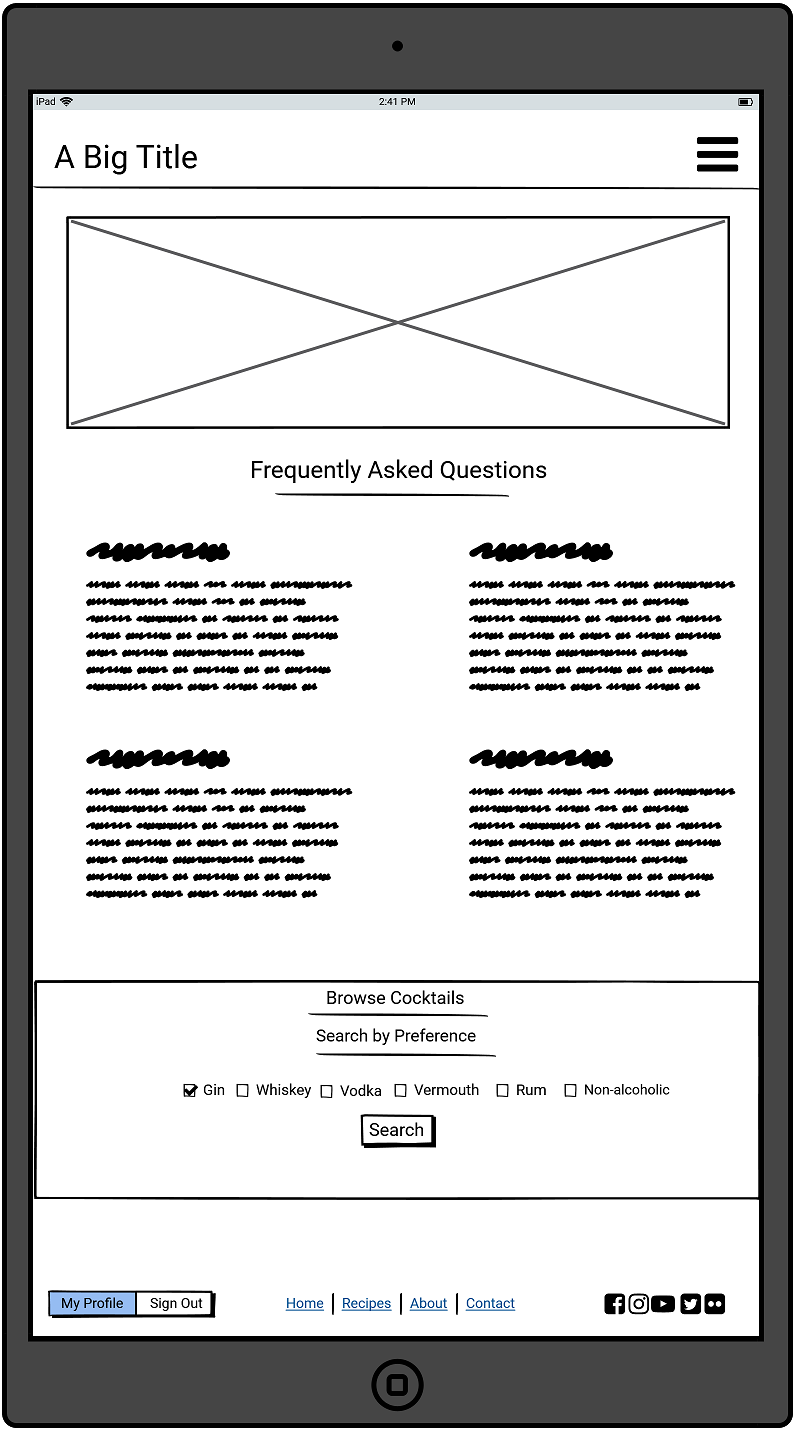 iPad 2:41 PM
A Big Title
Frequently Asked Questions
Browse Cocktails
Search by Preference
Gin Whiskey Vodka Vermouth Rum Non-alcoholic
Search
My Profile Sign Out Home Recipes About Contact